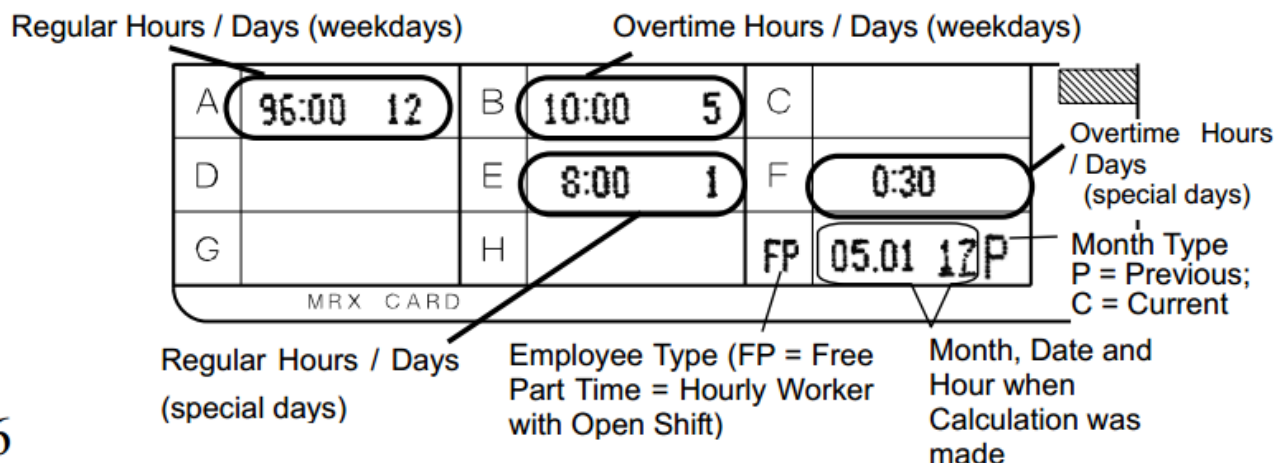 Regular Hours / Days (weekdays)
Overtime Hours / Days (weekdays)
A 96:00 12 B 10:00 5 C
D E 8:00 1 F 0:30
G H FP 05.01 17 P
MRX CARD
Overtime Hours
/ Days
(special days)
Month Type
P = Previous;
C = Current
Regular Hours / Days
(special days)
Employee Type (FP = Free
Part Time = Hourly Worker
with Open Shift)
Month, Date and
Hour when
Calculation was
made
6